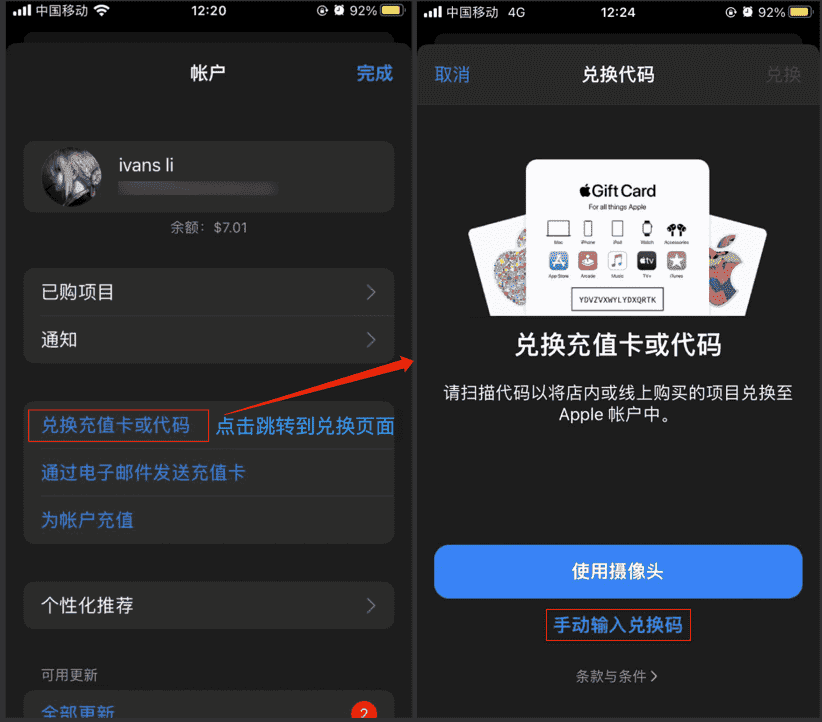 中国移动
12:20
92%
帐户
完成
ivans li
余额：$7.01
已购项目
通知
兑换充值卡或代码
点击跳转到兑换页面
通过电子邮件发送充值卡
为帐户充值
个性化推荐
可用更新
全部更新
2
中国移动 4G
12:24
92%
取消
兑换代码
兑换
Gift Card
For all things Apple
Mac iPhone iPad Watch Accessories
tv
App Store Arcade Music TV+ iTunes
YDVZVXWYLYDXQRTK
兑换充值卡或代码
请扫描代码以将店内或线上购买的项目兑换至
Apple 帐户中。
使用摄像头
手动输入兑换码
条款与条件